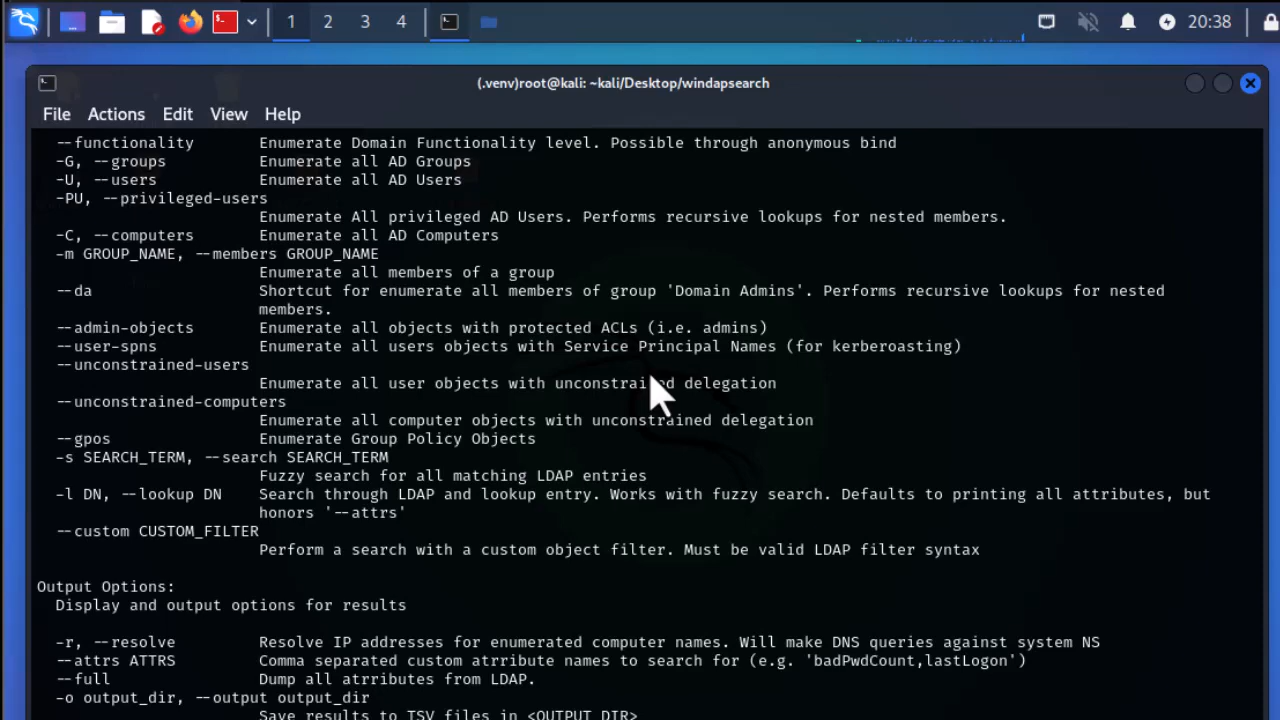 1 2 3 4 20:38
(.venv)root@kali: ~kali/Desktop/windapsearch
File Actions Edit View Help
--functionality Enumerate Domain Functionality level. Possible through anonymous bind
-G, --groups Enumerate all AD Groups
-U, --users Enumerate all AD Users
-PU, --privileged-users
Enumerate All privileged AD Users. Performs recursive lookups for nested members.
-C, --computers Enumerate all AD Computers
-m GROUP_NAME, --members GROUP_NAME
Enumerate all members of a group
--da Shortcut for enumerate all members of group 'Domain Admins'. Performs recursive lookups for nested
members.
--admin-objects Enumerate all objects with protected ACLs (i.e. admins)
--user-spns Enumerate all users objects with Service Principal Names (for kerberoasting)
--unconstrained-users
Enumerate all user objects with unconstrained delegation
--unconstrained-computers
Enumerate all computer objects with unconstrained delegation
--gpos Enumerate Group Policy Objects
-s SEARCH_TERM, --search SEARCH_TERM
Fuzzy search for all matching LDAP entries
-l DN, --lookup DN Search through LDAP and lookup entry. Works with fuzzy search. Defaults to printing all attributes, but
honors '--attrs'
--custom CUSTOM_FILTER
Perform a search with a custom object filter. Must be valid LDAP filter syntax
Output Options:
Display and output options for results
-r, --resolve Resolve IP addresses for enumerated computer names. Will make DNS queries against system NS
--attrs ATTRS Comma separated custom atrribute names to search for (e.g. 'badPwdCount,lastLogon')
--full Dump all atrributes from LDAP.
-o output_dir, --output output_dir
Save results to TSV files in <OUTPUT_DIR>